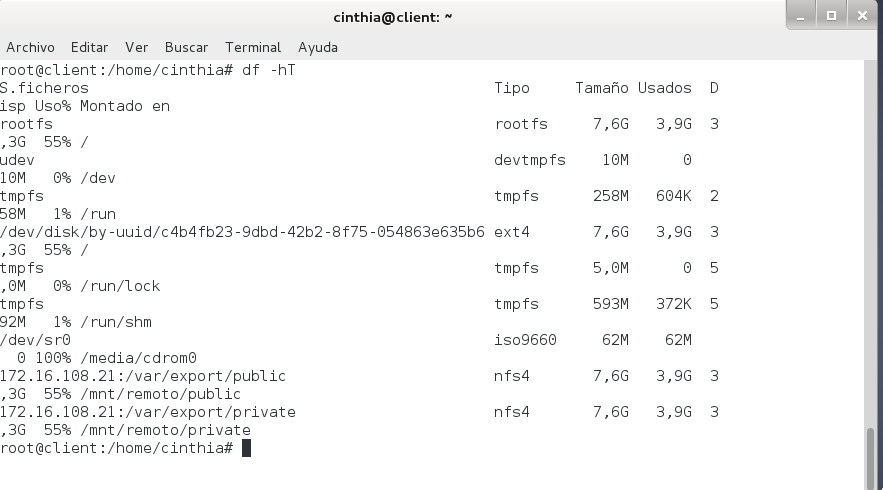 cinthia@client: ~
Archivo Editar Ver Buscar Terminal Ayuda
root@client:/home/cinthia# df -hT
S.ficheros Tipo Tamaño Usados D
isp Uso% Montado en
rootfs rootfs 7,6G 3,9G 3
,3G 55% /
udev devtmpfs 10M 0
10M 0% /dev
tmpfs tmpfs 258M 604K 2
58M 1% /run
/dev/disk/by-uuid/c4b4fb23-9dbd-42b2-8f75-054863e635b6 ext4 7,6G 3,9G 3
,3G 55% /
tmpfs tmpfs 5,0M 0 5
,0M 0% /run/lock
tmpfs tmpfs 593M 372K 5
92M 1% /run/shm
/dev/sr0 iso9660 62M 62M
0 100% /media/cdrom0
172.16.108.21:/var/export/public nfs4 7,6G 3,9G 3
,3G 55% /mnt/remoto/public
172.16.108.21:/var/export/private nfs4 7,6G 3,9G 3
,3G 55% /mnt/remoto/private
root@client:/home/cinthia#